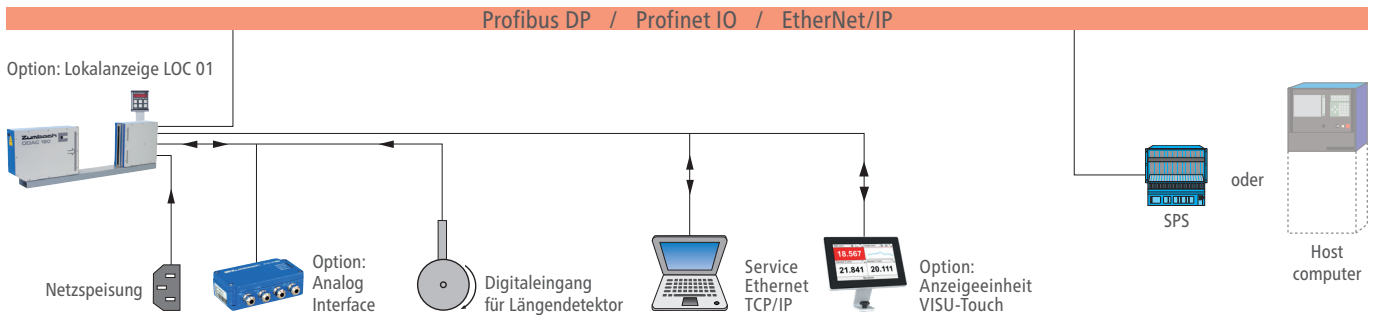 Profibus DP / Profinet IO / EtherNet/IP
Option: Lokalanzeige LOC 01
Zumbach
ODAC 190
Netzspeisung
Option:
Analog
Interface
Digitaleingang
für Längendetektor
Service
Ethernet
TCP/IP
18.567
21.841 20.111
Option:
Anzeigeeinheit
VISU-Touch
SPS
oder
Host
computer